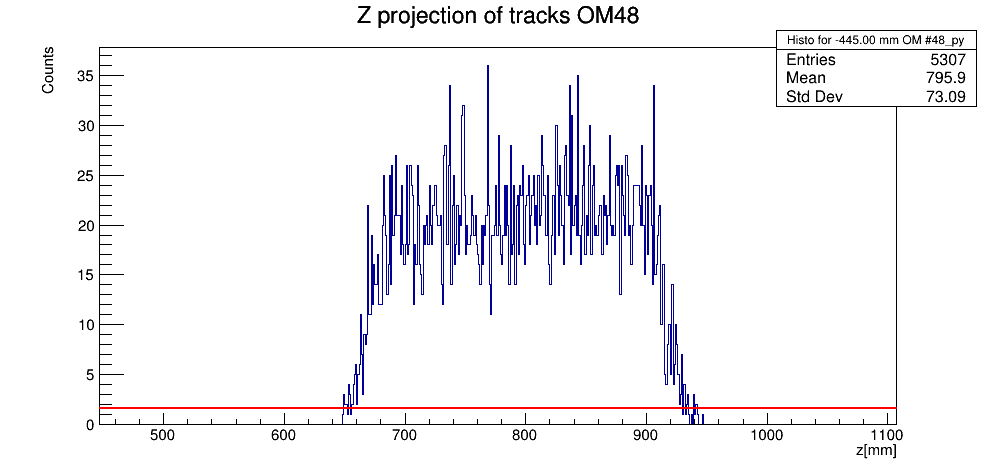 Z projection of tracks OM48
Histo for -445.00 mm OM #48_py
Entries 5307
Mean 795.9
Std Dev 73.09
Counts
35
30
25
20
15
10
5
0
500 600 700 800 900 1000 1100
z[mm]